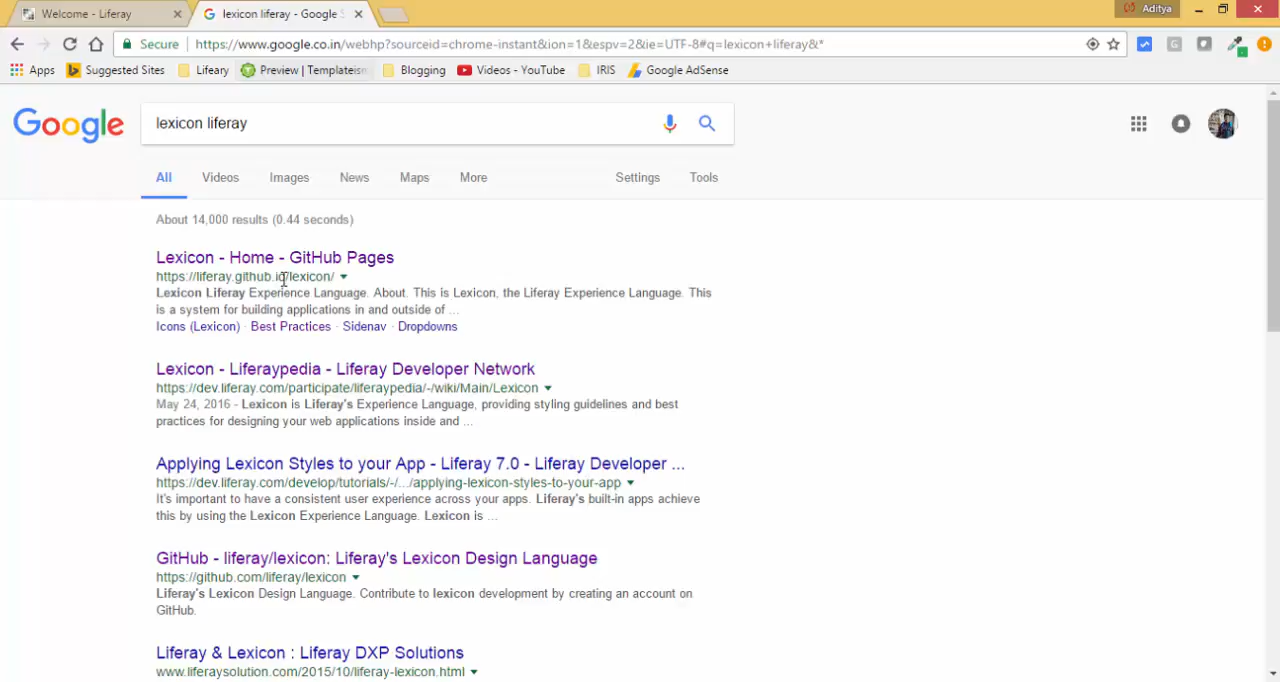 Welcome - Liferay
lexicon liferay - Google S
Aditya
Secure https://www.google.co.in/webhp?sourceid=chrome-instant&ion=1&espv=2&ie=UTF-8#q=lexicon+liferay&*
Apps Suggested Sites Lifeary Preview | Templateism Blogging Videos - YouTube IRIS Google AdSense
Google
lexicon liferay
All Videos Images News Maps More Settings Tools
About 14,000 results (0.44 seconds)
Lexicon - Home - GitHub Pages
https://liferay.github.io/lexicon/
Lexicon Liferay Experience Language. About. This is Lexicon, the Liferay Experience Language. This
is a system for building applications in and outside of ...
Icons (Lexicon) · Best Practices · Sidenav · Dropdowns
Lexicon - Liferaypedia - Liferay Developer Network
https://dev.liferay.com/participate/liferaypedia/-/wiki/Main/Lexicon
May 24, 2016 - Lexicon is Liferay's Experience Language, providing styling guidelines and best
practices for designing your web applications inside and ...
Applying Lexicon Styles to your App - Liferay 7.0 - Liferay Developer ...
https://dev.liferay.com/develop/tutorials/-/.../applying-lexicon-styles-to-your-app
It's important to have a consistent user experience across your apps. Liferay's built-in apps achieve
this by using the Lexicon Experience Language. Lexicon is ...
GitHub - liferay/lexicon: Liferay's Lexicon Design Language
https://github.com/liferay/lexicon
Liferay's Lexicon Design Language. Contribute to lexicon development by creating an account on
GitHub.
Liferay & Lexicon : Liferay DXP Solutions
www.liferaysolution.com/2015/10/liferay-lexicon.html